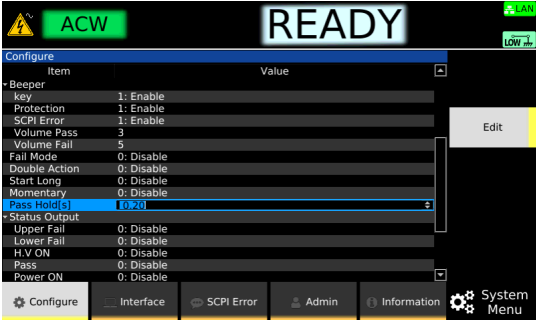 ACW
READY
LAN
LOW
Configure
Item Value
Beeper
key 1: Enable
Protection 1: Enable
SCPI Error 1: Enable
Volume Pass 3
Volume Fail 5
Fail Mode 0: Disable
Double Action 0: Disable
Start Long 0: Disable
Momentary 0: Disable
Pass Hold[s] 0.20
Status Output
Upper Fail 0: Disable
Lower Fail 0: Disable
H.V ON 0: Disable
Pass 0: Disable
Power ON 0: Disable
Edit
Configure
Interface
SCPI Error
Admin
Information
System
Menu